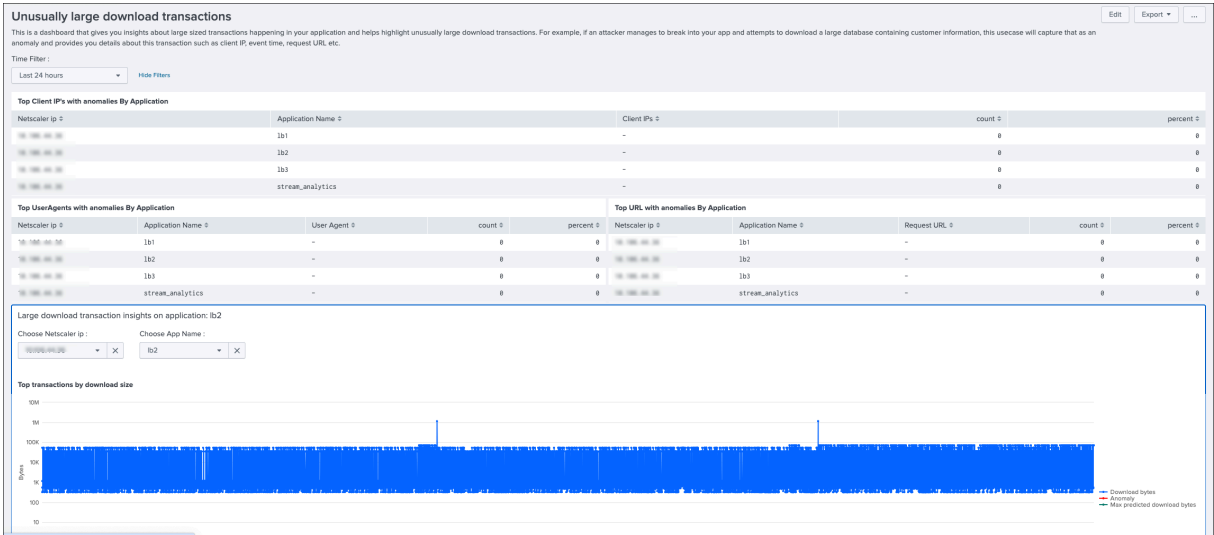 Unusually large download transactions
Edit Export ...
This is a dashboard that gives you insights about large sized transactions happening in your application and helps highlight unusually large download transactions. For example, if an attacker manages to break into your app and attempts to download a large database containing customer information, this usecase will capture that as an
anomaly and provides you details about this transaction such as client IP, event time, request URL etc.
Time Filter :
Last 24 hours Hide Filters
Top Client IP's with anomalies By Application
Netscaler ip Application Name Client IPs count percent
lb1 - 0 0
lb2 - 0 0
lb3 - 0 0
stream_analytics - 0 0
Top UserAgents with anomalies By Application
Netscaler ip Application Name User Agent count percent
lb1 - 0 0
lb2 - 0 0
lb3 - 0 0
stream_analytics - 0 0
Top URL with anomalies By Application
Netscaler ip Application Name Request URL count percent
lb1 - 0 0
lb2 - 0 0
lb3 - 0 0
stream_analytics - 0 0
Large download transaction insights on application: lb2
Choose Netscaler ip : Choose App Name :
lb2
Top transactions by download size
10M
1M
100K
10K
1K
100
10
Bytes
Download bytes
Anomaly
Max predicted download bytes